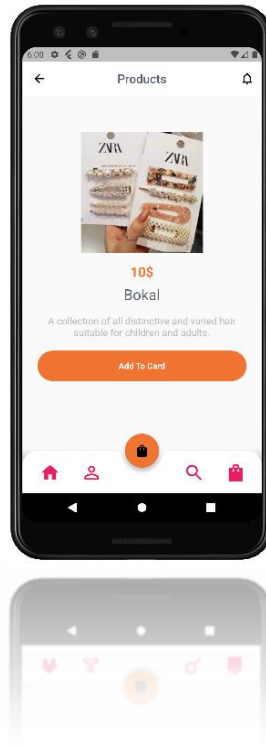 6:00
Products
ZARA
ZARA
10$
Bokal
A collection of all distinctive and varied hair
suitable for children and adults.
Add To Card